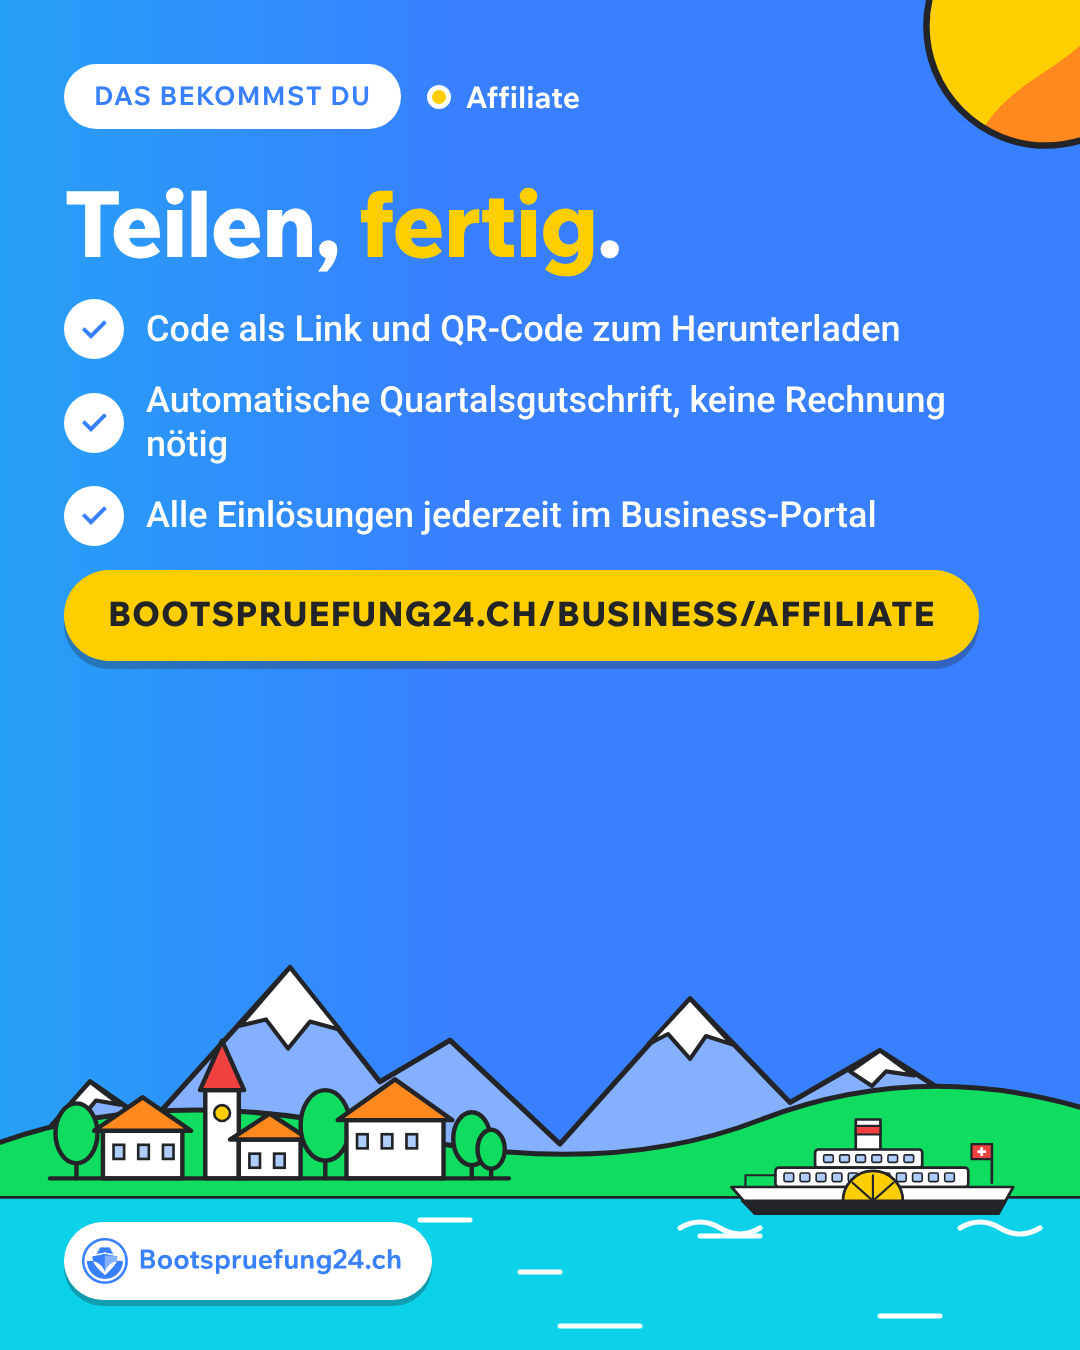 DAS BEKOMMST DU
Affiliate
Teilen, fertig.
Code als Link und QR-Code zum Herunterladen
Automatische Quartalsgutschrift, keine Rechnung
nötig
Alle Einlösungen jederzeit im Business-Portal
BOOTSPRUEFUNG24.CH/BUSINESS/AFFILIATE
Bootspruefung24.ch